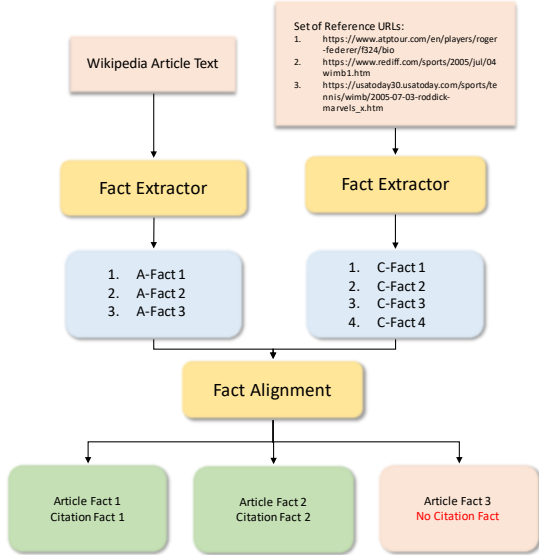 Set of Reference URLs:
1. https://www.atptour.com/en/players/roger
-federer/f324/bio
2. https://www.rediff.com/sports/2005/jul/04
wimb1.htm
3. https://usatoday30.usatoday.com/sports/te
nnis/wimb/2005-07-03-roddick-
marvels_x.htm
Wikipedia Article Text
Fact Extractor
Fact Extractor
1. A-Fact 1
2. A-Fact 2
3. A-Fact 3
1. C-Fact 1
2. C-Fact 2
3. C-Fact 3
4. C-Fact 4
Fact Alignment
Article Fact 1
Citation Fact 1
Article Fact 2
Citation Fact 2
Article Fact 3
No Citation Fact